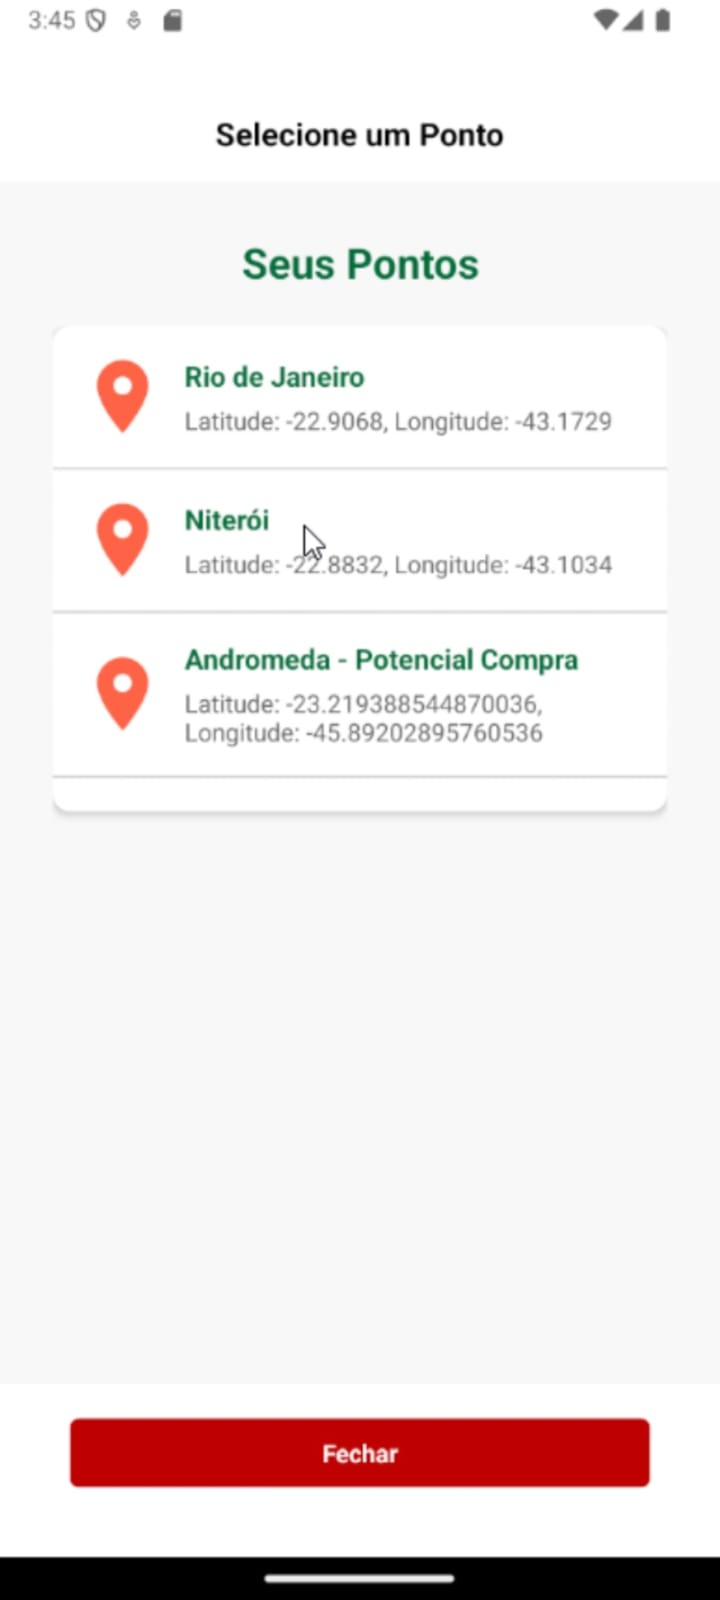 3:45
Selecione um Ponto
Seus Pontos
Rio de Janeiro
Latitude: -22.9068, Longitude: -43.1729
Niterói
Latitude: -22.8832, Longitude: -43.1034
Andromeda - Potencial Compra
Latitude: -23.219388544870036,
Longitude: -45.89202895760536
Fechar